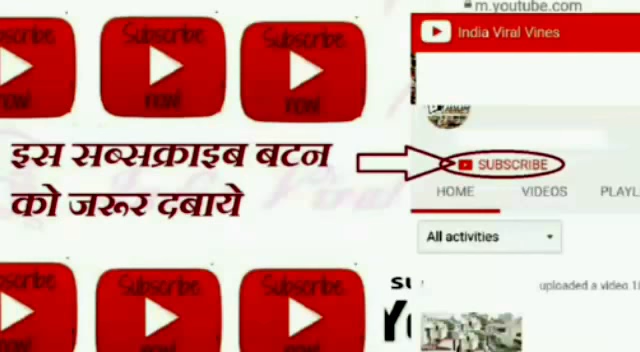 m.youtube.com
India Viral Vines
Subscribe
Subscribe
Subscribe
now!
now!
now!
इस सब्सक्राइब बटन
को जरूर दबाये
SUBSCRIBE
HOME VIDEOS PLAYL
All activities
uploaded a video 1
Subscribe
Subscribe
Subscribe